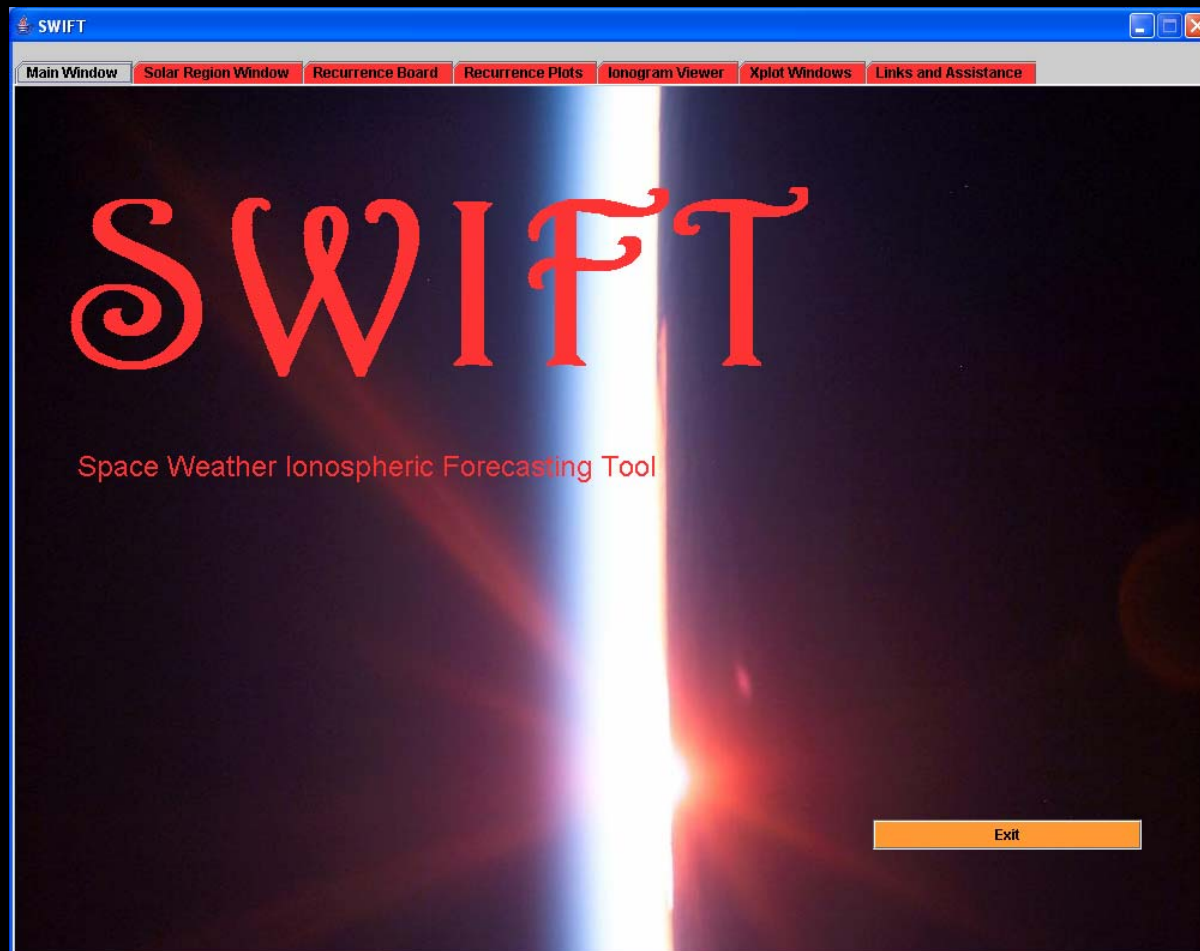 SWIFT
Main Window Solar Region Window Recurrence Board Recurrence Plots Ionogram Viewer Xplot Windows Links and Assistance
SWIFT
Space Weather Ionospheric Forecasting Tool
Exit